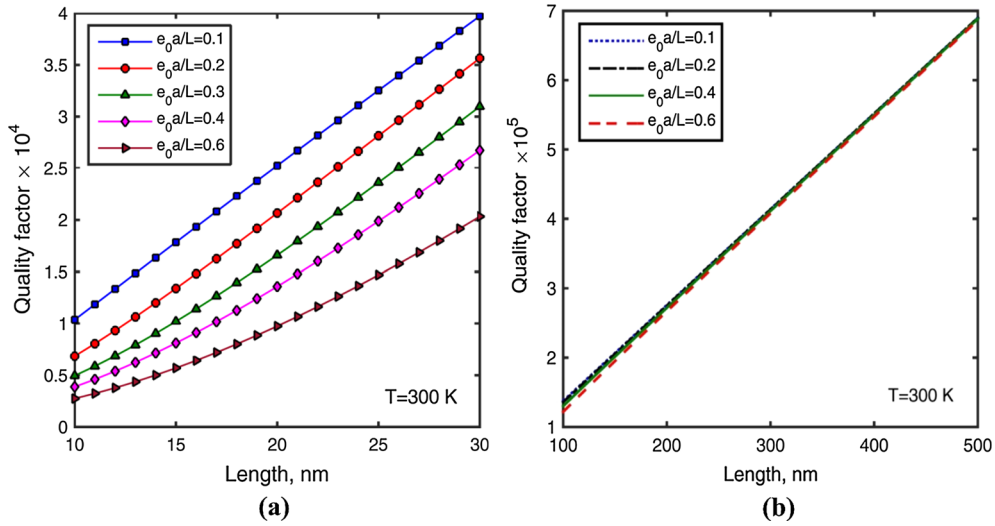 4
3.5
3
2.5
2
1.5
1
0.5
0
Quality factor × 10⁴
e₀a/L=0.1
e₀a/L=0.2
e₀a/L=0.3
e₀a/L=0.4
e₀a/L=0.6
T=300 K
10 15 20 25 30
Length, nm
(a)
7
6
5
4
3
2
1
Quality factor ×10⁵
e₀a/L=0.1
e₀a/L=0.2
e₀a/L=0.4
e₀a/L=0.6
T=300 K
100 200 300 400 500
Length, nm
(b)